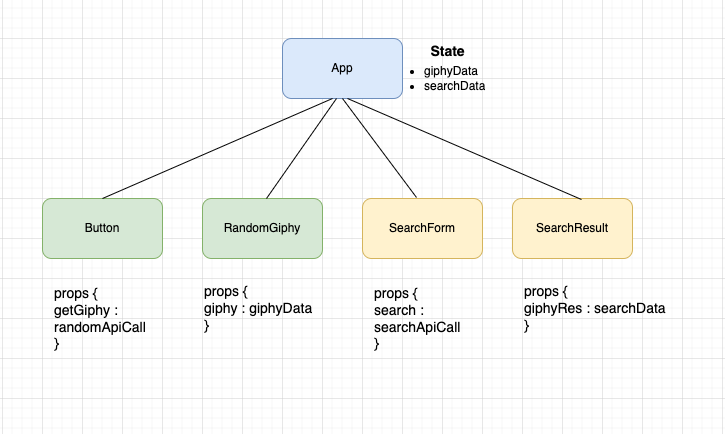 App
State
• giphyData
• searchData
Button
RandomGiphy
SearchForm
SearchResult
props {
getGiphy :
randomApiCall
}
props {
giphy : giphyData
}
props {
search :
searchApiCall
}
props {
giphyRes : searchData
}